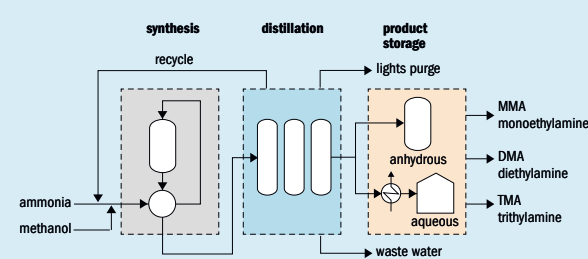 synthesis
distillation
product
storage
recycle
lights purge
MMA
monoethylamine
anhydrous
DMA
diethylamine
ammonia
TMA
trithylamine
aqueous
methanol
waste water